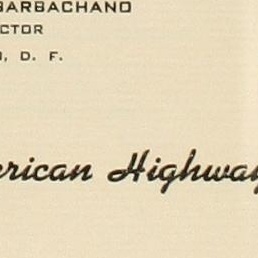 BARBACHANO
CTOR
, D. F.
erican Highway